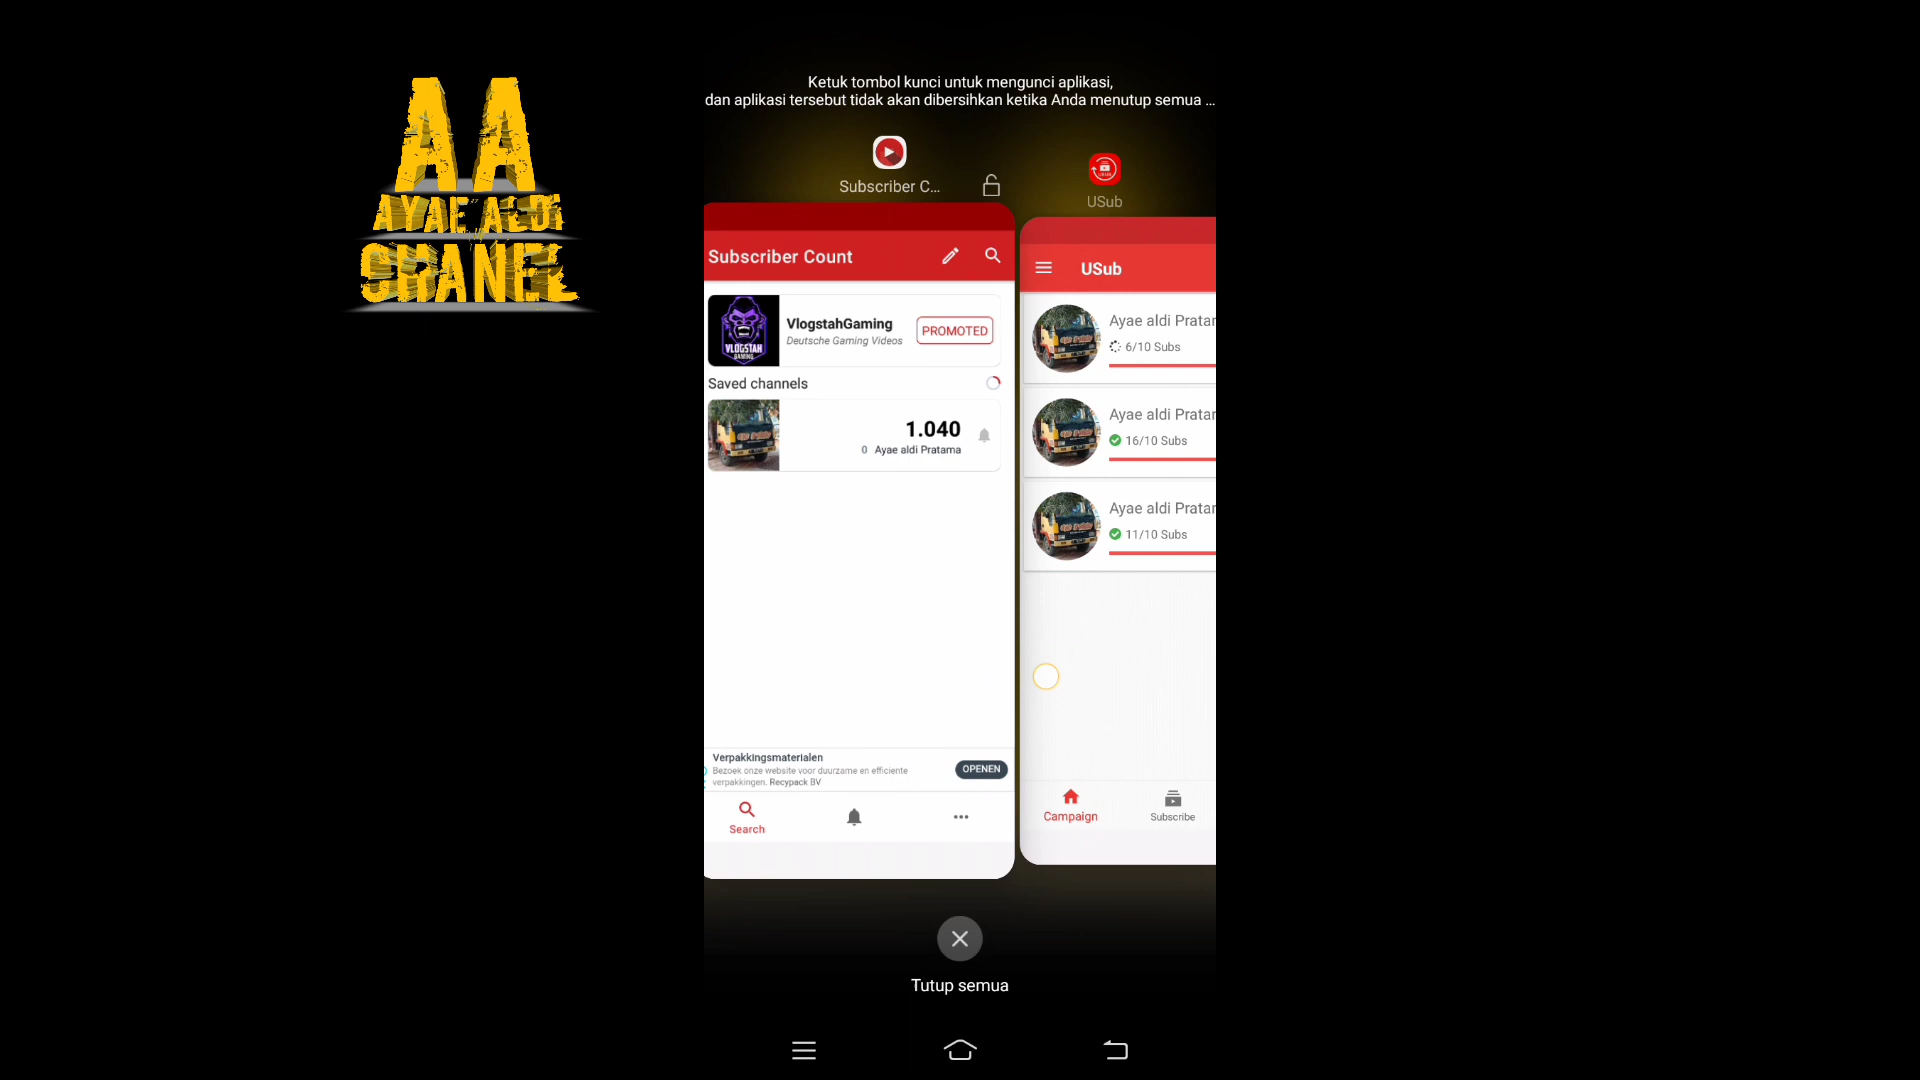 AA
AYAE ALDI
CHANEL
Ketuk tombol kunci untuk mengunci aplikasi,
dan aplikasi tersebut tidak akan dibersihkan ketika Anda menutup semua ...
Subscriber C...
Subscriber Count
VLOGSTAH
GAMING
VlogstahGaming
Deutsche Gaming Videos
PROMOTED
Saved channels
1.040
0 Ayae aldi Pratama
Verpakkingsmaterialen
Bezoek onze website voor duurzame en efficiente
verpakkingen. Recypack BV
OPENEN
Search
USub
USub
Ayae aldi Pratar
6/10 Subs
Ayae aldi Pratar
16/10 Subs
Ayae aldi Pratar
11/10 Subs
Campaign
Subscribe
Tutup semua